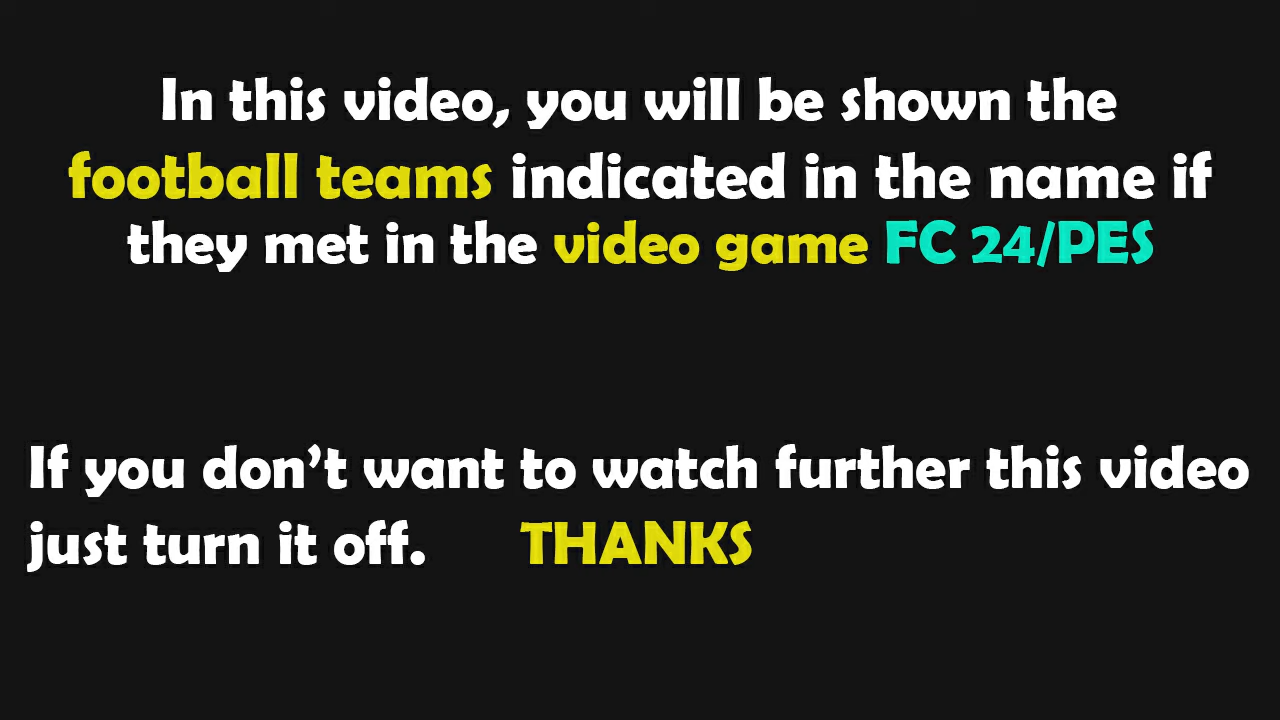 In this video, you will be shown the
football teams indicated in the name if
they met in the video game FC 24/PES
If you don’t want to watch further this video
just turn it off. THANKS